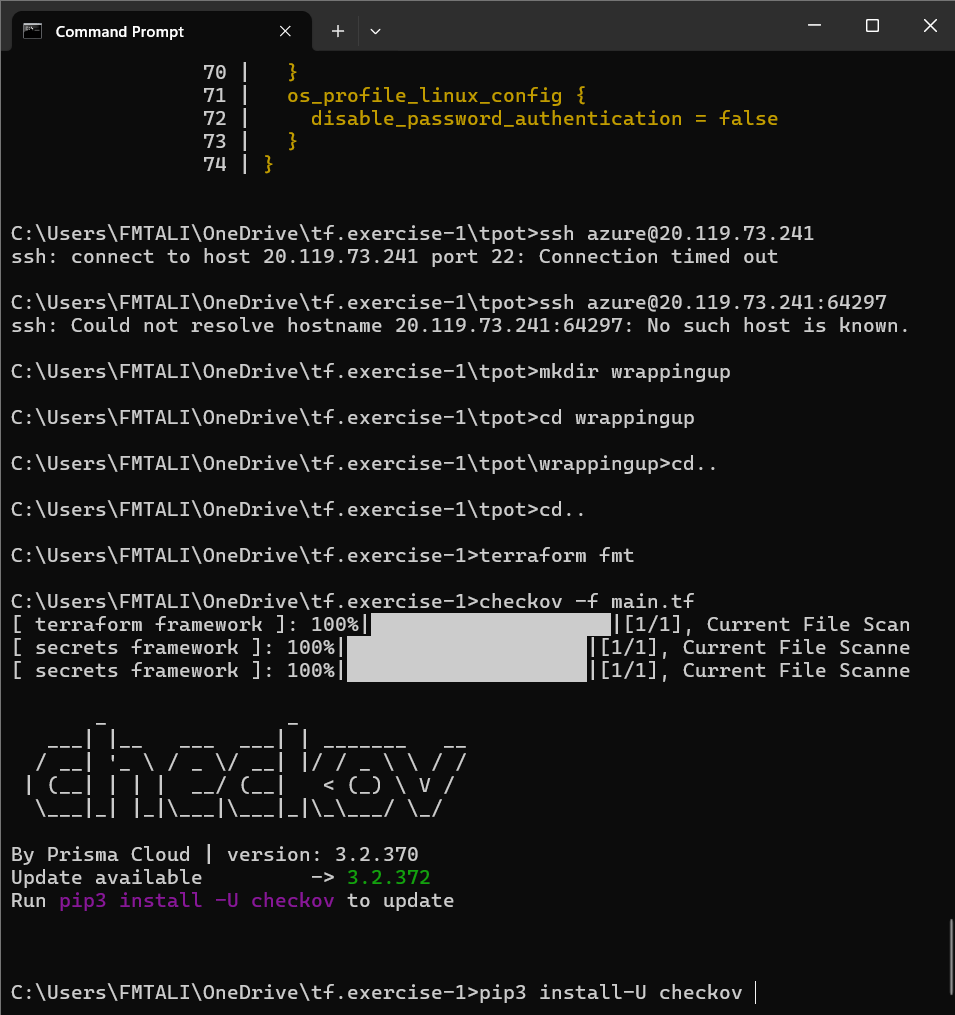 Command Prompt
70 |   }
71 |   os_profile_linux_config {
72 |     disable_password_authentication = false
73 |   }
74 | }
C:\Users\FMTALI\OneDrive\tf.exercise-1\tpot>ssh azure@20.119.73.241
ssh: connect to host 20.119.73.241 port 22: Connection timed out
C:\Users\FMTALI\OneDrive\tf.exercise-1\tpot>ssh azure@20.119.73.241:64297
ssh: Could not resolve hostname 20.119.73.241:64297: No such host is known.
C:\Users\FMTALI\OneDrive\tf.exercise-1\tpot>mkdir wrappingup
C:\Users\FMTALI\OneDrive\tf.exercise-1\tpot>cd wrappingup
C:\Users\FMTALI\OneDrive\tf.exercise-1\tpot\wrappingup>cd..
C:\Users\FMTALI\OneDrive\tf.exercise-1\tpot>cd..
C:\Users\FMTALI\OneDrive\tf.exercise-1>terraform fmt
C:\Users\FMTALI\OneDrive\tf.exercise-1>checkov -f main.tf
[ terraform framework ]: 100%|                    |[1/1], Current File Scan
[ secrets framework ]: 100%|                    |[1/1], Current File Scanne
[ secrets framework ]: 100%|                    |[1/1], Current File Scanne
checkov
By Prisma Cloud | version: 3.2.370
Update available         -> 3.2.372
Run pip3 install -U checkov to update
C:\Users\FMTALI\OneDrive\tf.exercise-1>pip3 install-U checkov